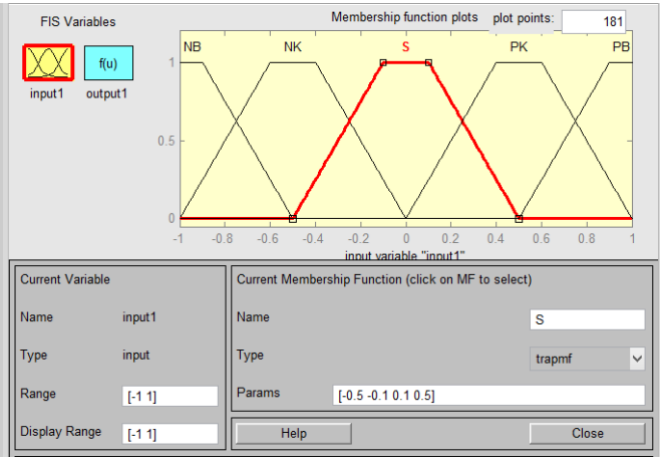 FIS Variables
Membership function plots
plot points:
181
f(u)
input1
output1
NB
NK
S
PK
PB
1
0.5
0
-1
-0.8
-0.6
-0.4
-0.2
0
0.2
0.4
0.6
0.8
1
input variable "input1"
Current Variable
Name
input1
Type
input
Range
[-1 1]
Display Range
[-1 1]
Current Membership Function (click on MF to select)
Name
S
Type
trapmf
Params
[-0.5 -0.1 0.1 0.5]
Help
Close